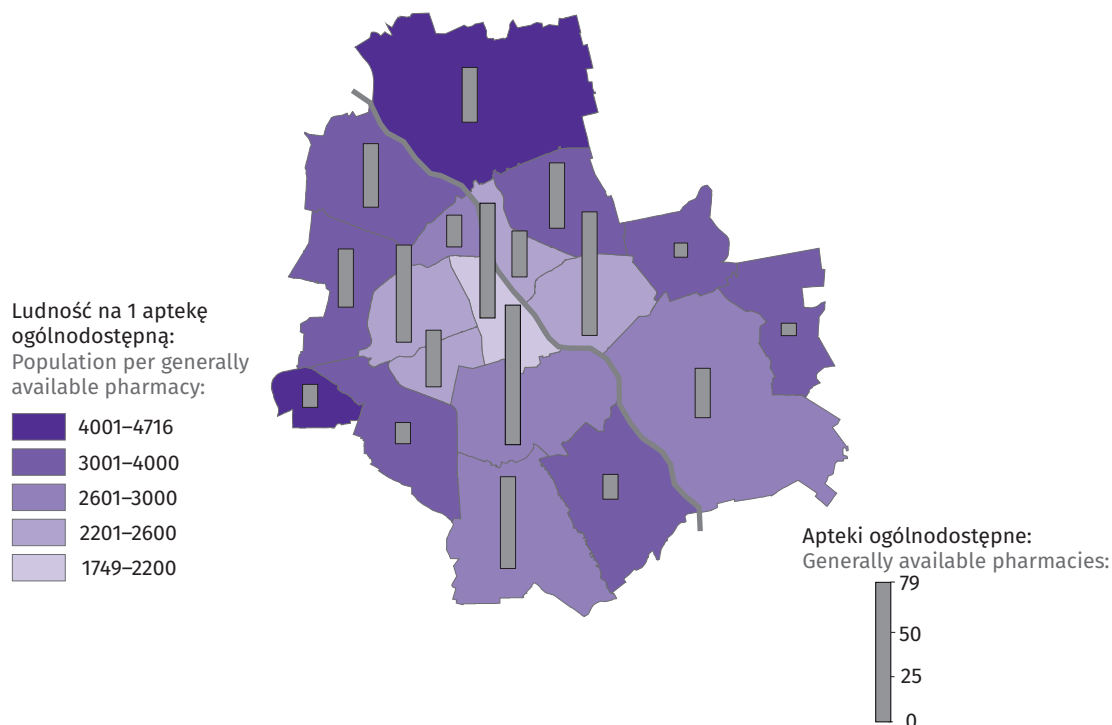 Ludność na 1 aptekę
ogólnodostępną:
Population per generally
available pharmacy:
4001–4716
3001–4000
2601–3000
2201–2600
1749–2200
Apteki ogólnodostępne:
Generally available pharmacies:
79
50
25
0